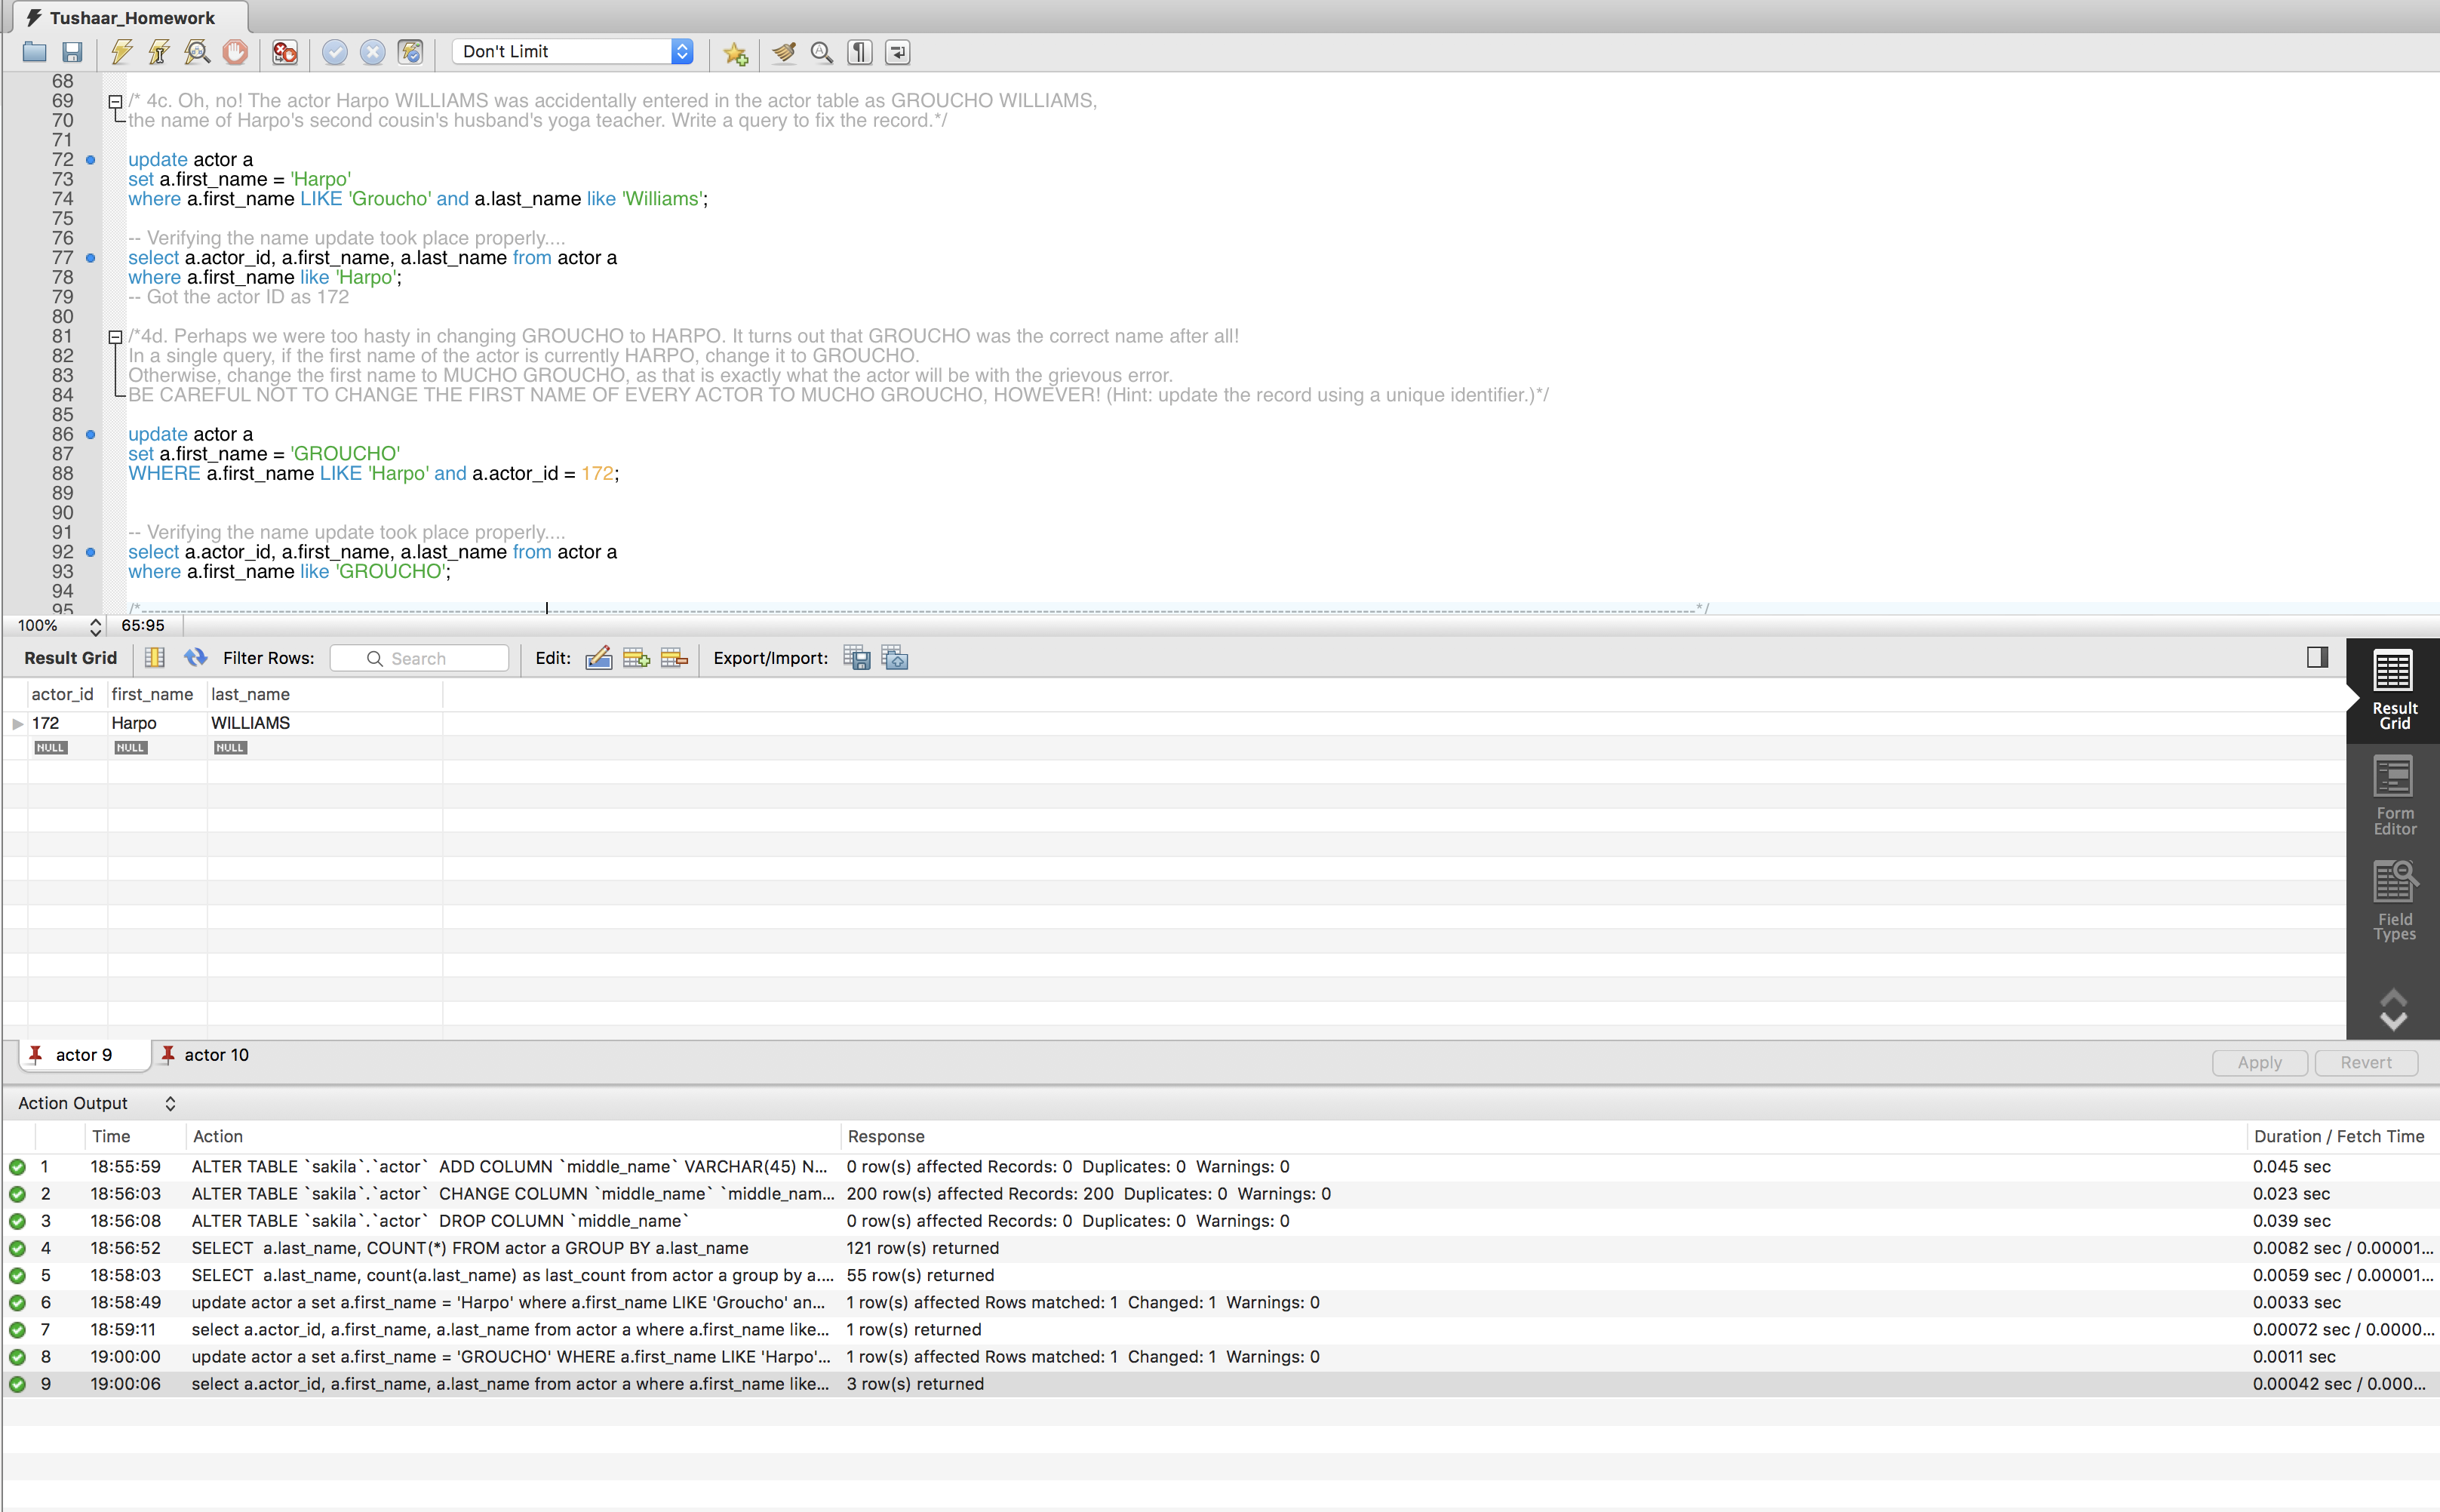 Tushaar_Homework
Don't Limit
68
69 /* 4c. Oh, no! The actor Harpo WILLIAMS was accidentally entered in the actor table as GROUCHO WILLIAMS,
70 the name of Harpo's second cousin's husband's yoga teacher. Write a query to fix the record.*/
71
72 update actor a
73 set a.first_name = 'Harpo'
74 where a.first_name LIKE 'Groucho' and a.last_name like 'Williams';
75
76 -- Verifying the name update took place properly....
77 select a.actor_id, a.first_name, a.last_name from actor a
78 where a.first_name like 'Harpo';
79 -- Got the actor ID as 172
80
81 /*4d. Perhaps we were too hasty in changing GROUCHO to HARPO. It turns out that GROUCHO was the correct name after all!
82 In a single query, if the first name of the actor is currently HARPO, change it to GROUCHO.
83 Otherwise, change the first name to MUCHO GROUCHO, as that is exactly what the actor will be with the grievous error.
84 BE CAREFUL NOT TO CHANGE THE FIRST NAME OF EVERY ACTOR TO MUCHO GROUCHO, HOWEVER! (Hint: update the record using a unique identifier.)*/
85
86 update actor a
87 set a.first_name = 'GROUCHO'
88 WHERE a.first_name LIKE 'Harpo' and a.actor_id = 172;
89
90
91 -- Verifying the name update took place properly....
92 select a.actor_id, a.first_name, a.last_name from actor a
93 where a.first_name like 'GROUCHO';
94
95 /*----------------------------------------*/
100% 65:95
Result Grid Filter Rows: Search Edit: Export/Import:
actor_id first_name last_name
172 Harpo WILLIAMS
NULL NULL NULL
Result Grid
Form Editor
Field Types
actor 9 actor 10 Apply Revert
Action Output
Time Action Response Duration / Fetch Time
1 18:55:59 ALTER TABLE `sakila`.`actor` ADD COLUMN `middle_name` VARCHAR(45) N... 0 row(s) affected Records: 0 Duplicates: 0 Warnings: 0 0.045 sec
2 18:56:03 ALTER TABLE `sakila`.`actor` CHANGE COLUMN `middle_name` `middle_nam... 200 row(s) affected Records: 200 Duplicates: 0 Warnings: 0 0.023 sec
3 18:56:08 ALTER TABLE `sakila`.`actor` DROP COLUMN `middle_name` 0 row(s) affected Records: 0 Duplicates: 0 Warnings: 0 0.039 sec
4 18:56:52 SELECT a.last_name, COUNT(*) FROM actor a GROUP BY a.last_name 121 row(s) returned 0.0082 sec / 0.00001...
5 18:58:03 SELECT a.last_name, count(a.last_name) as last_count from actor a group by a.... 55 row(s) returned 0.0059 sec / 0.00001...
6 18:58:49 update actor a set a.first_name = 'Harpo' where a.first_name LIKE 'Groucho' an... 1 row(s) affected Rows matched: 1 Changed: 1 Warnings: 0 0.0033 sec
7 18:59:11 select a.actor_id, a.first_name, a.last_name from actor a where a.first_name like... 1 row(s) returned 0.00072 sec / 0.0000...
8 19:00:00 update actor a set a.first_name = 'GROUCHO' WHERE a.first_name LIKE 'Harpo'... 1 row(s) affected Rows matched: 1 Changed: 1 Warnings: 0 0.0011 sec
9 19:00:06 select a.actor_id, a.first_name, a.last_name from actor a where a.first_name like... 3 row(s) returned 0.00042 sec / 0.000...